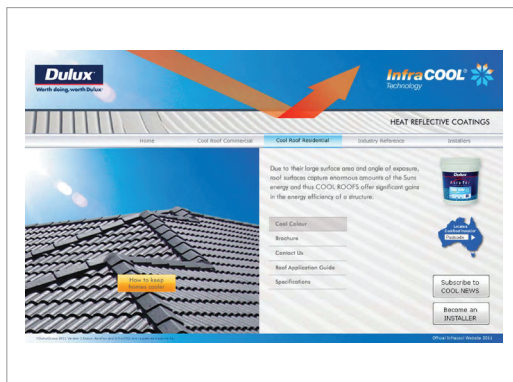 Dulux
Worth doing, worth Dulux
InfraCOOL
Technology
HEAT REFLECTIVE COATINGS
Home
Cool Roof Commercial
Cool Roof Residential
Industry Reference
Installers
Due to their large surface area and angle of exposure,
roof surfaces capture enormous amounts of the Suns
energy and thus COOL ROOFS offer significant gains
in the energy efficiency of a structure.
Cool Colour
Brochure
Contact Us
Roof Application Guide
Specifications
How to keep
homes cooler
Dulux
Postcode
Subscribe to
COOL NEWS
Become an
INSTALLER
Official Infracool Website 2011